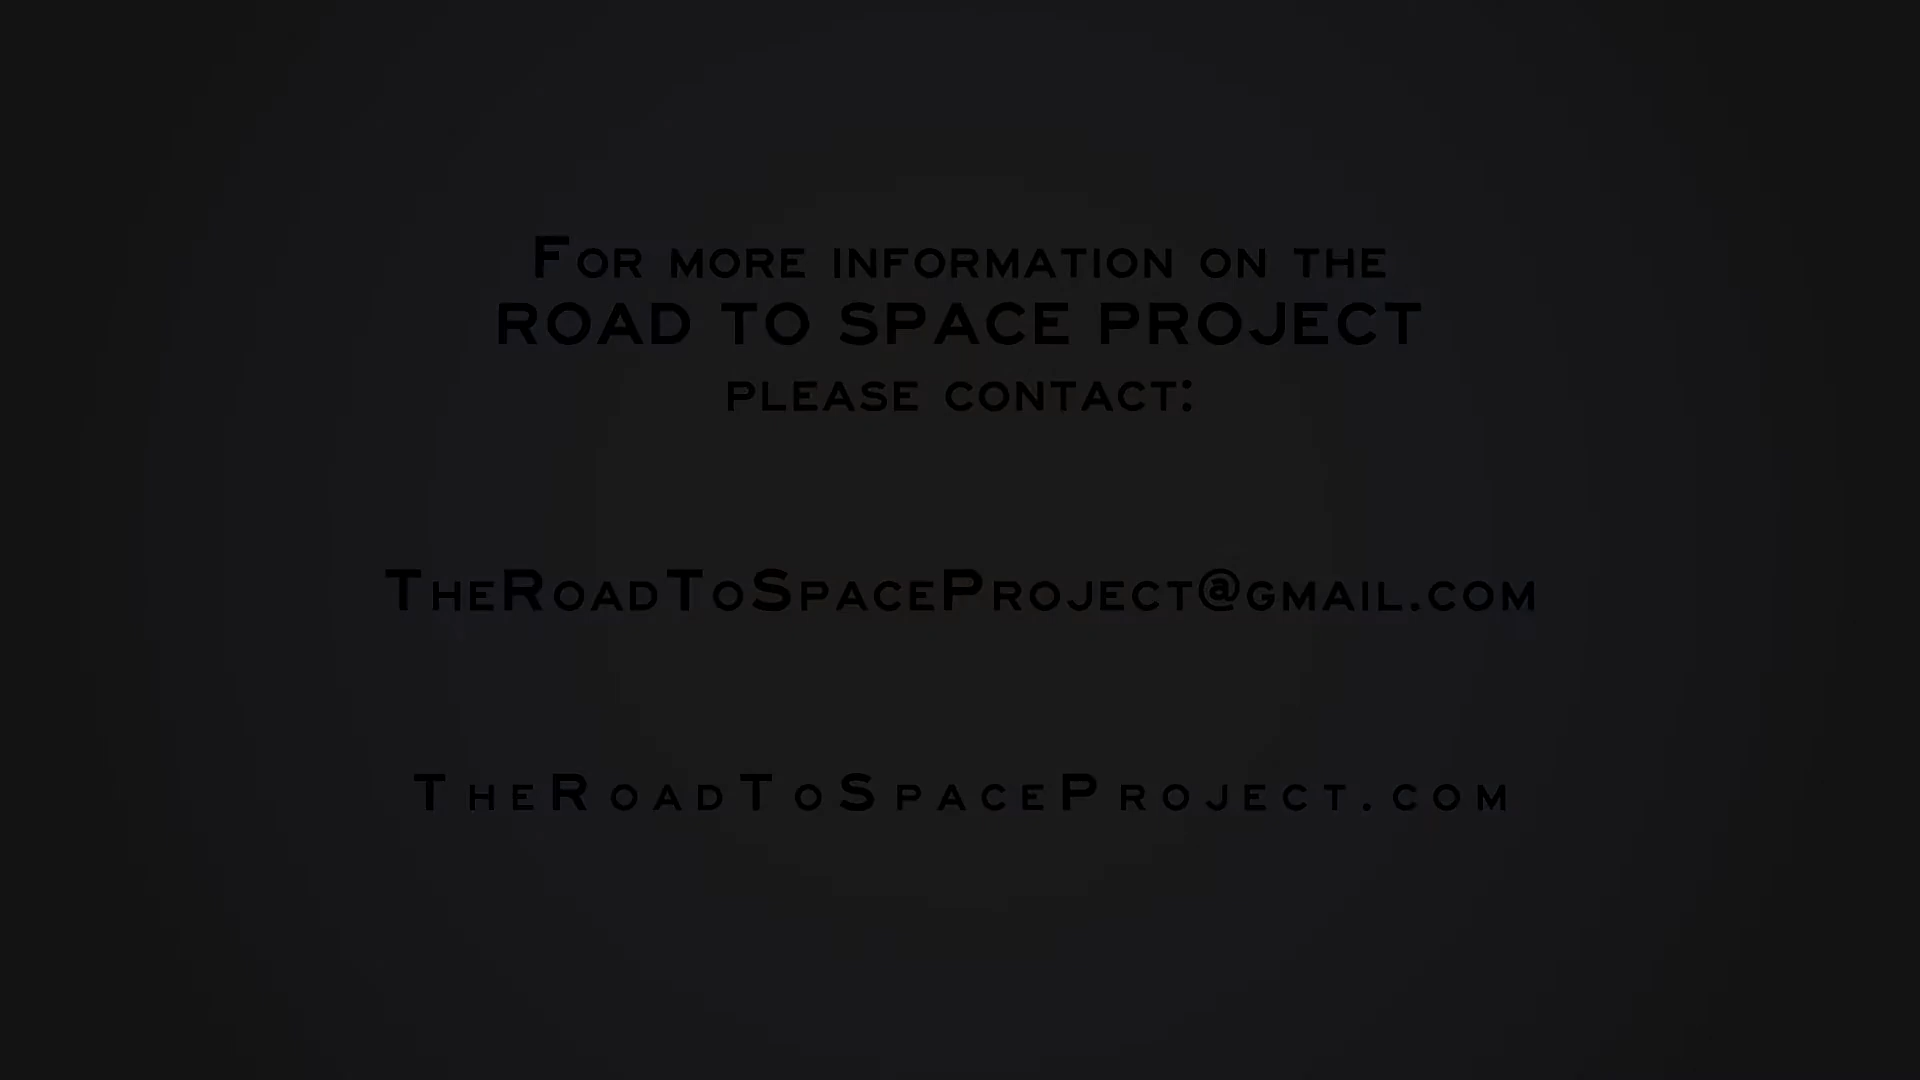 For more information on the
ROAD TO SPACE PROJECT
please contact:
TheRoadToSpaceProject@gmail.com
TheRoadToSpaceProject.com